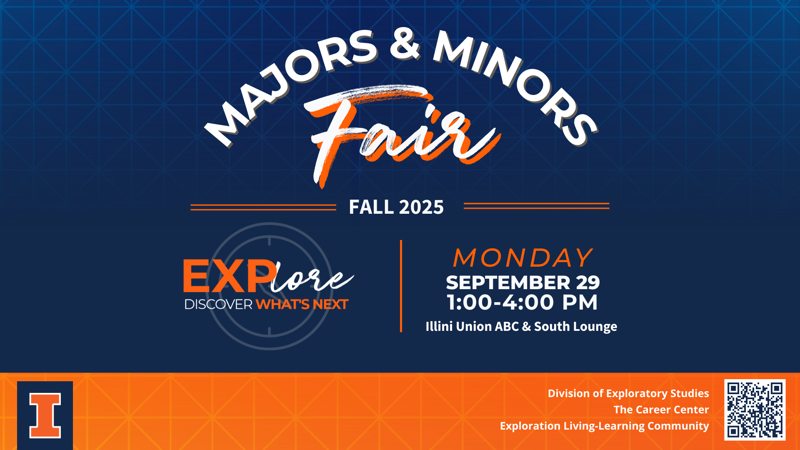 MAJORS & MINORS
Fair
FALL 2025
EXPlore
DISCOVER WHAT'S NEXT
MONDAY
SEPTEMBER 29
1:00-4:00 PM
Illini Union ABC & South Lounge
I
Division of Exploratory Studies
The Career Center
Exploration Living-Learning Community